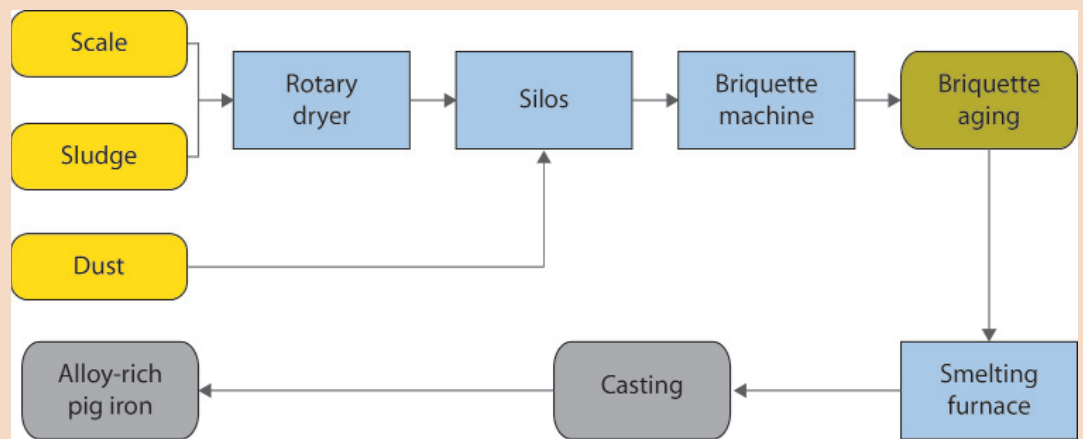 Scale
Sludge
Dust
Rotary
dryer
Silos
Briquette
machine
Briquette
aging
Smelting
furnace
Casting
Alloy-rich
pig iron